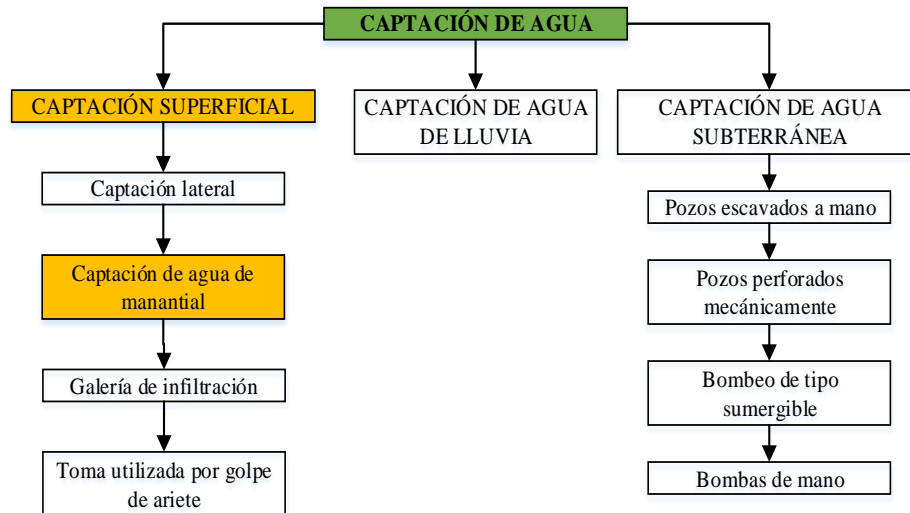 CAPTACIÓN DE AGUA
CAPTACIÓN SUPERFICIAL
Captación lateral
Captación de agua de
manantial
Galería de infiltración
Toma utilizada por golpe
de ariete
CAPTACIÓN DE AGUA
DE LLUVIA
CAPTACIÓN DE AGUA
SUBTERRÁNEA
Pozos escavados a mano
Pozos perforados
mecánicamente
Bombeo de tipo
sumergible
Bombas de mano